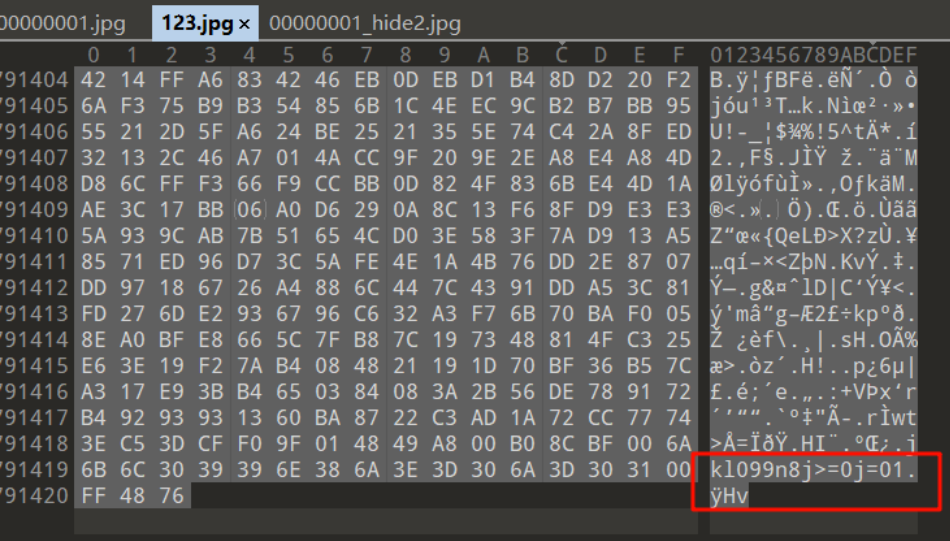 00000001.jpg 123.jpg × 00000001_hide2.jpg
0 1 2 3 4 5 6 7 8 9 A B C D E F 0123456789ABCDEF
791404 42 14 FF A6 83 42 46 EB 0D EB D1 B4 8D D2 20 F2 B.ÿ¦ƒBFë.ëÑ´.Ò ò
791405 6A F3 75 B9 B3 54 85 6B 1C 4E EC 9C B2 B7 BB 95 jóu¹³T…k.Nìœ²·»•
791406 55 21 2D 5F A6 24 BE 25 21 35 5E 74 C4 2A 8F ED U!-_¦$¾%!5^tÄ*.í
791407 32 13 2C 46 A7 01 4A CC 9F 20 9E 2E A8 E4 A8 4D 2.,F§.JÌŸ ž.¨ä¨M
791408 D8 6C FF F3 66 F9 CC BB 0D 82 4F 83 6B E4 4D 1A ØlÿófùÌ».‚OƒkäM.
791409 AE 3C 17 BB (06) A0 D6 29 0A 8C 13 F6 8F D9 E3 E3 ®<.».) Ö).Œ.ö.Ùãã
791410 5A 93 9C AB 7B 51 65 4C D0 3E 58 3F 7A D9 13 A5 Z“œ«{QeLÐ>X?zÙ.¥
791411 85 71 ED 96 D7 3C 5A FE 4E 1A 4B 76 DD 2E 87 07 …qí–×<ZþN.KvÝ.‡.
791412 DD 97 18 67 26 A4 88 6C 44 7C 43 91 DD A5 3C 81 Ý—.g&¤ˆlD|C‘Ý¥<.
791413 FD 27 6D E2 93 67 96 C6 32 A3 F7 6B 70 BA F0 05 ý'mâ“g–Æ2£÷kpºð.
791414 8E A0 BF E8 66 5C 7F B8 7C 19 73 48 81 4F C3 25 Ž ¿èf\.¸|.sH.OÃ%
791415 E6 3E 19 F2 7A B4 08 48 21 19 1D 70 BF 36 B5 7C æ>.òz´.H!..p¿6µ|
791416 A3 17 E9 3B B4 65 03 84 08 3A 2B 56 DE 78 91 72 £.é;´e.„.:+VÞx‘r
791417 B4 92 93 93 13 60 BA 87 22 C3 AD 1A 72 CC 77 74 ´’““.`º‡"Ã-.rÌwt
791418 3E C5 3D CF F0 9F 01 48 49 A8 00 B0 8C BF 00 6A >Å=ÏðŸ.HI¨.°Œ¿.j
791419 6B 6C 30 39 39 6E 38 6A 3E 3D 30 6A 3D 30 31 00 kl099n8j>=0j=01.
791420 FF 48 76 ÿHv